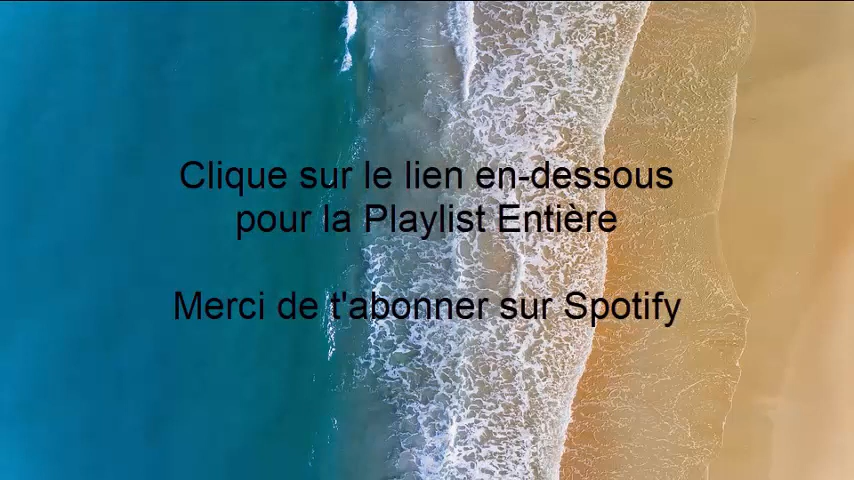 Clique sur le lien en-dessous
pour la Playlist Entière
Merci de t'abonner sur Spotify